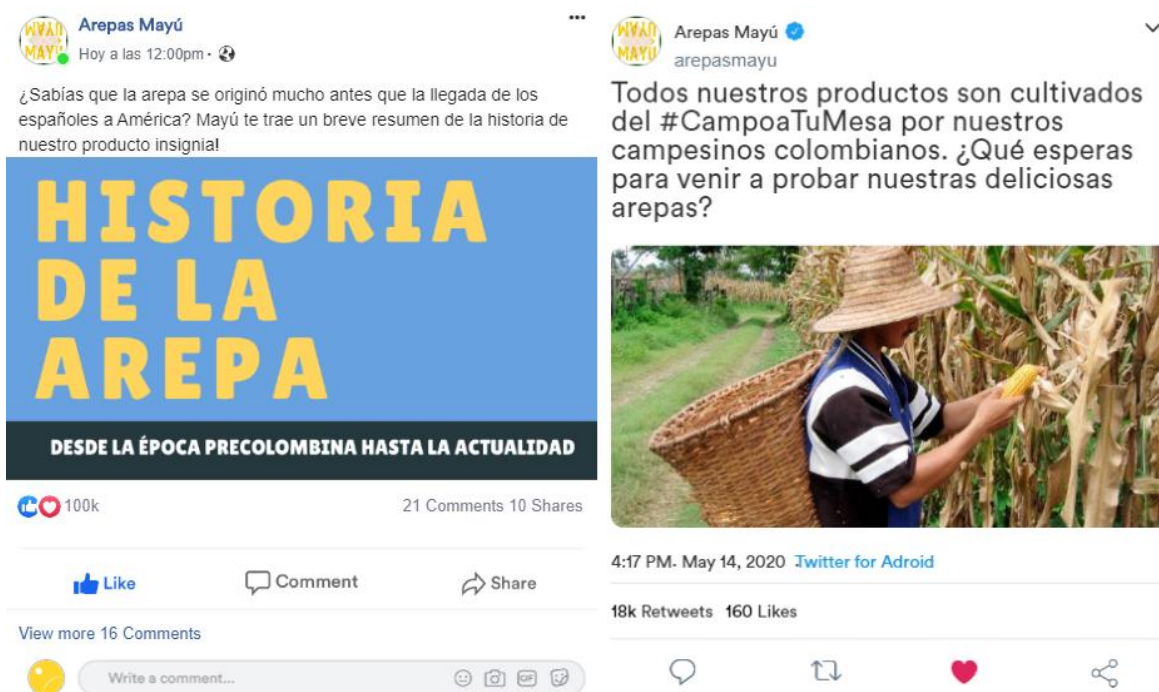 Arepas Mayú
Hoy a las 12:00pm ·
¿Sabías que la arepa se originó mucho antes que la llegada de los
españoles a América? Mayú te trae un breve resumen de la historia de
nuestro producto insignia!
HISTORIA
DE LA
AREPA
DESDE LA ÉPOCA PRECOLOMBINA HASTA LA ACTUALIDAD
100k
21 Comments 10 Shares
Like
Comment
Share
View more 16 Comments
Write a comment...
GIF
MAYÚ
Arepas Mayú
arepasmayu
Todos nuestros productos son cultivados
del #CampoaTuMesa por nuestros
campesinos colombianos. ¿Qué esperas
para venir a probar nuestras deliciosas
arepas?
4:17 PM. May 14, 2020 Twitter for Adroid
18k Retweets 160 Likes